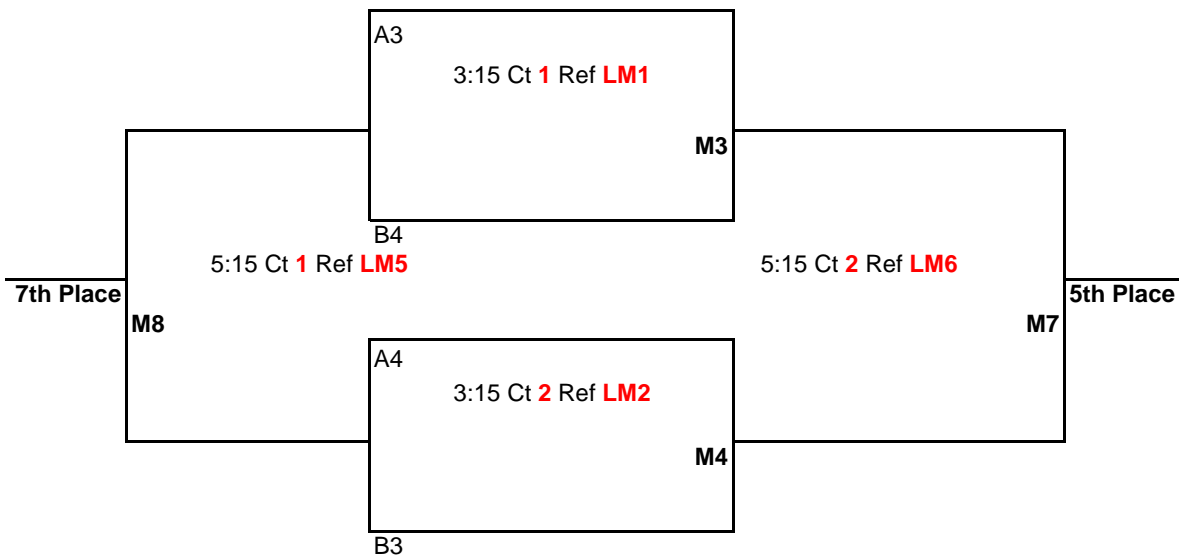 A3
3:15 Ct 1 Ref LM1
M3
B4
5:15 Ct 1 Ref LM5
5:15 Ct 2 Ref LM6
7th Place
5th Place
M8
M7
A4
3:15 Ct 2 Ref LM2
M4
B3